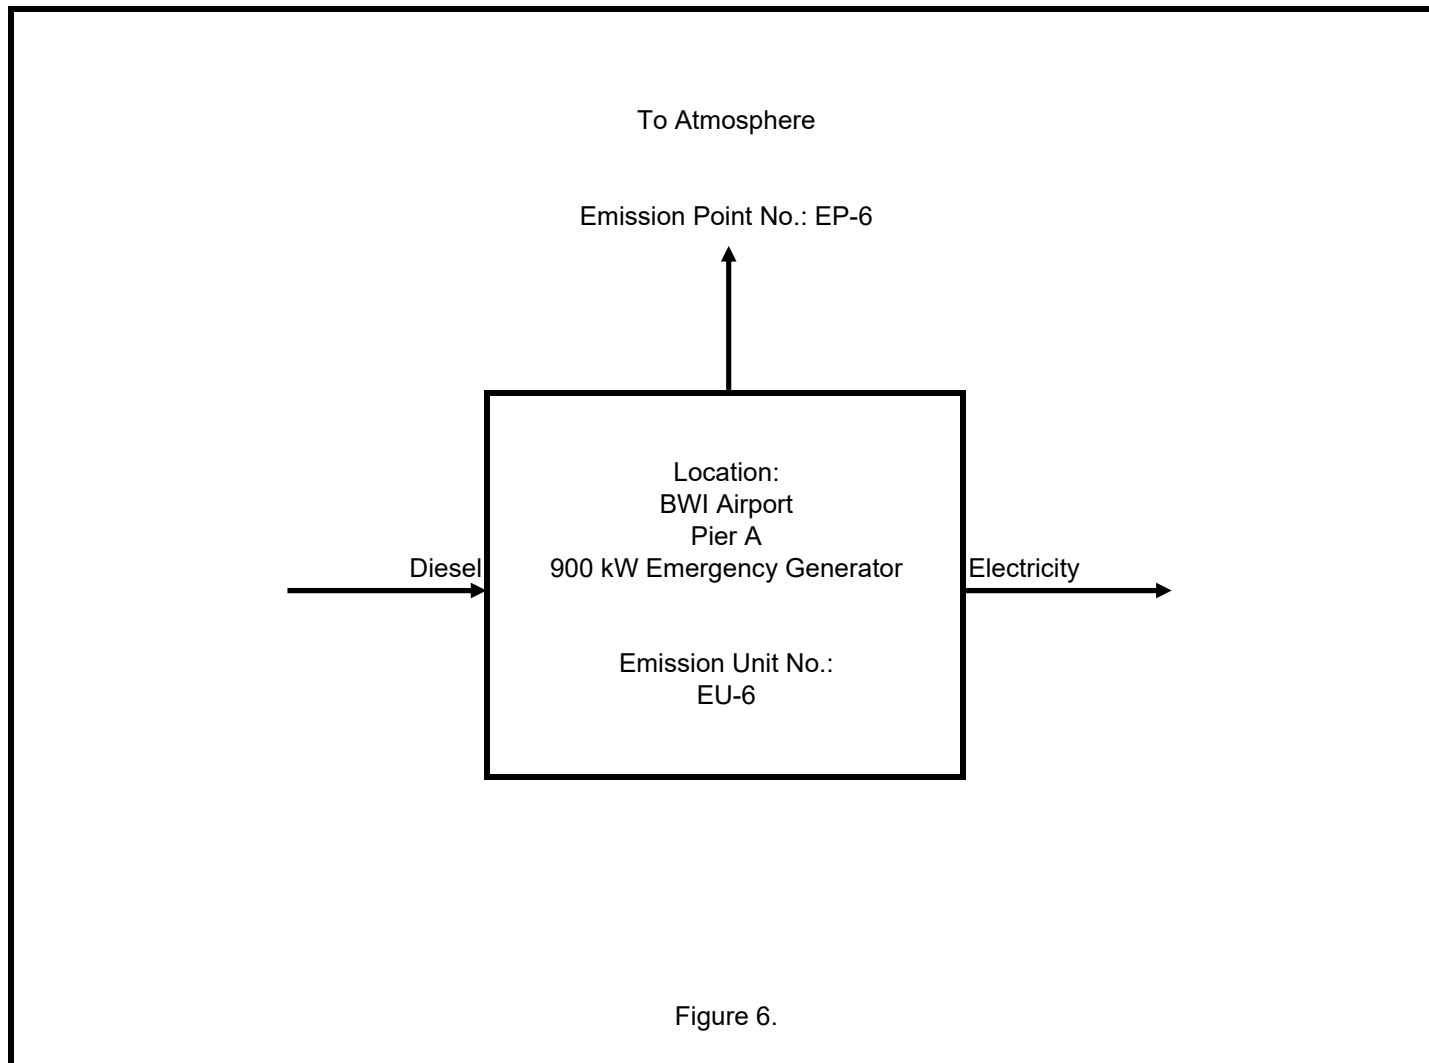 To Atmosphere
Emission Point No.: EP-6
Location:
BWI Airport
Pier A
Diesel
900 kW Emergency Generator
Electricity
Emission Unit No.:
EU-6
Figure 6.